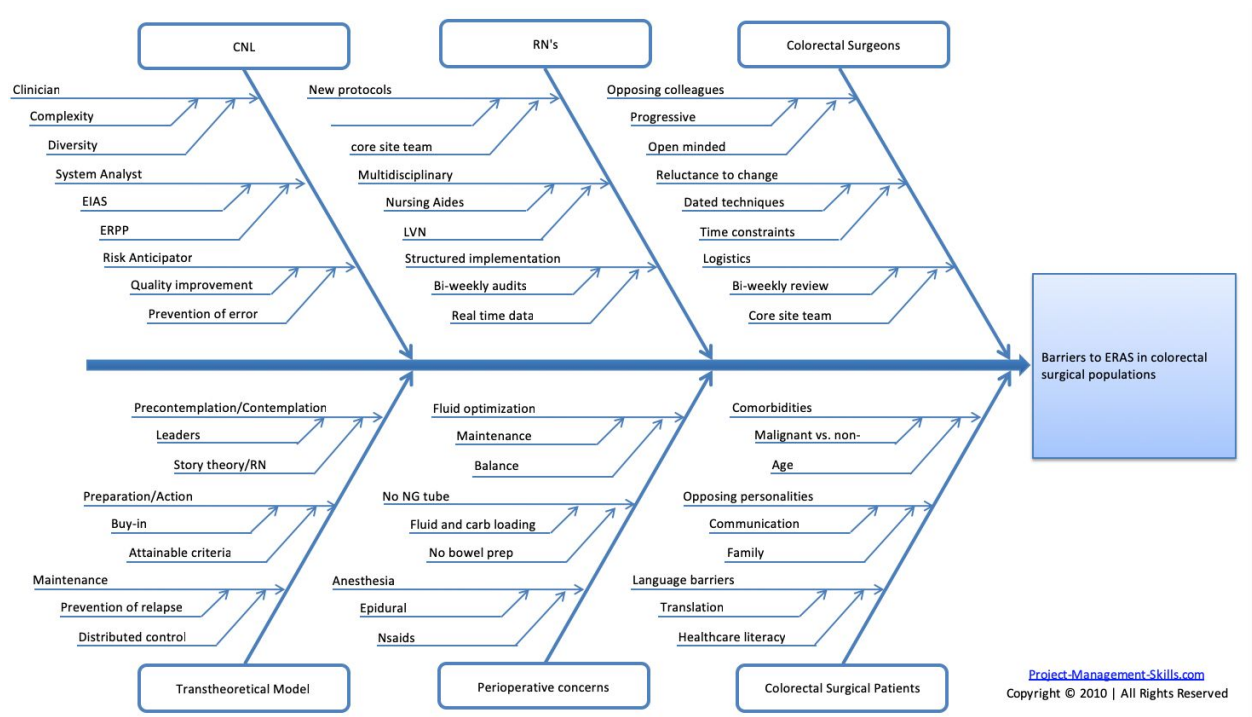 CNL
RN's
Colorectal Surgeons
Clinician
Complexity
Diversity
System Analyst
EIAS
ERPP
Risk Anticipator
Quality improvement
Prevention of error
New protocols
core site team
Multidisciplinary
Nursing Aides
LVN
Structured implementation
Bi-weekly audits
Real time data
Opposing colleagues
Progressive
Open minded
Reluctance to change
Dated techniques
Time constraints
Logistics
Bi-weekly review
Core site team
Barriers to ERAS in colorectal
surgical populations
Precontemplation/Contemplation
Leaders
Story theory/RN
Preparation/Action
Buy-in
Attainable criteria
Maintenance
Prevention of relapse
Distributed control
Fluid optimization
Maintenance
Balance
No NG tube
Fluid and carb loading
No bowel prep
Anesthesia
Epidural
Nsaids
Comorbidities
Malignant vs. non-
Age
Opposing personalities
Communication
Family
Language barriers
Translation
Healthcare literacy
Transtheoretical Model
Perioperative concerns
Colorectal Surgical Patients
Project-Management-Skills.com
Copyright © 2010 | All Rights Reserved